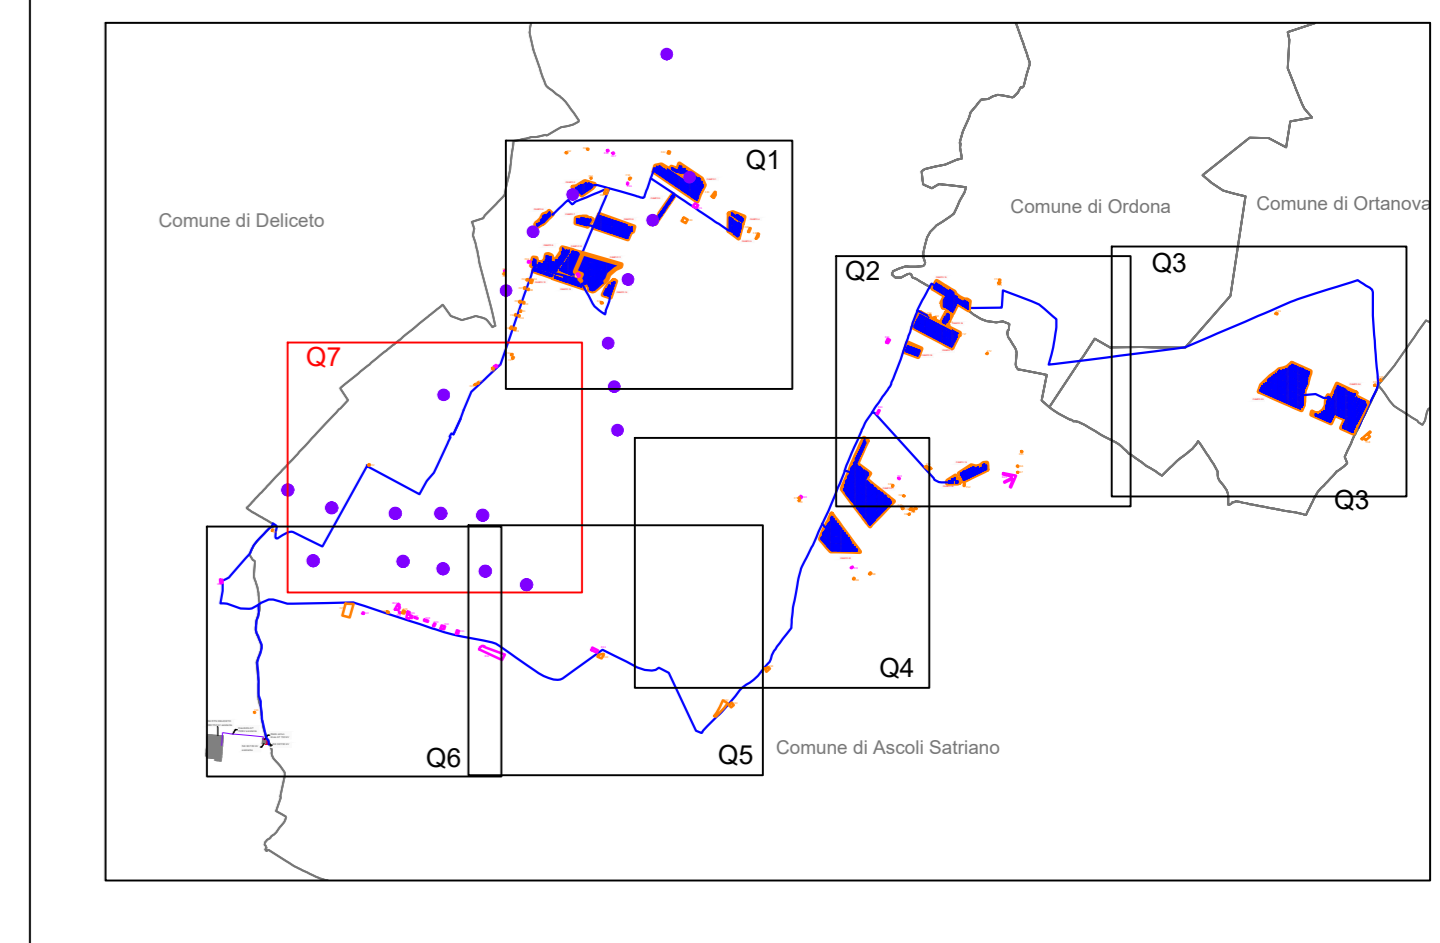 Q1
Comune di Deliceto
Comune di Ordona
Comune di Ortanova
Q2
Q3
Q7
Q3
Q4
Q6
Q5
Comune di Ascoli Satriano